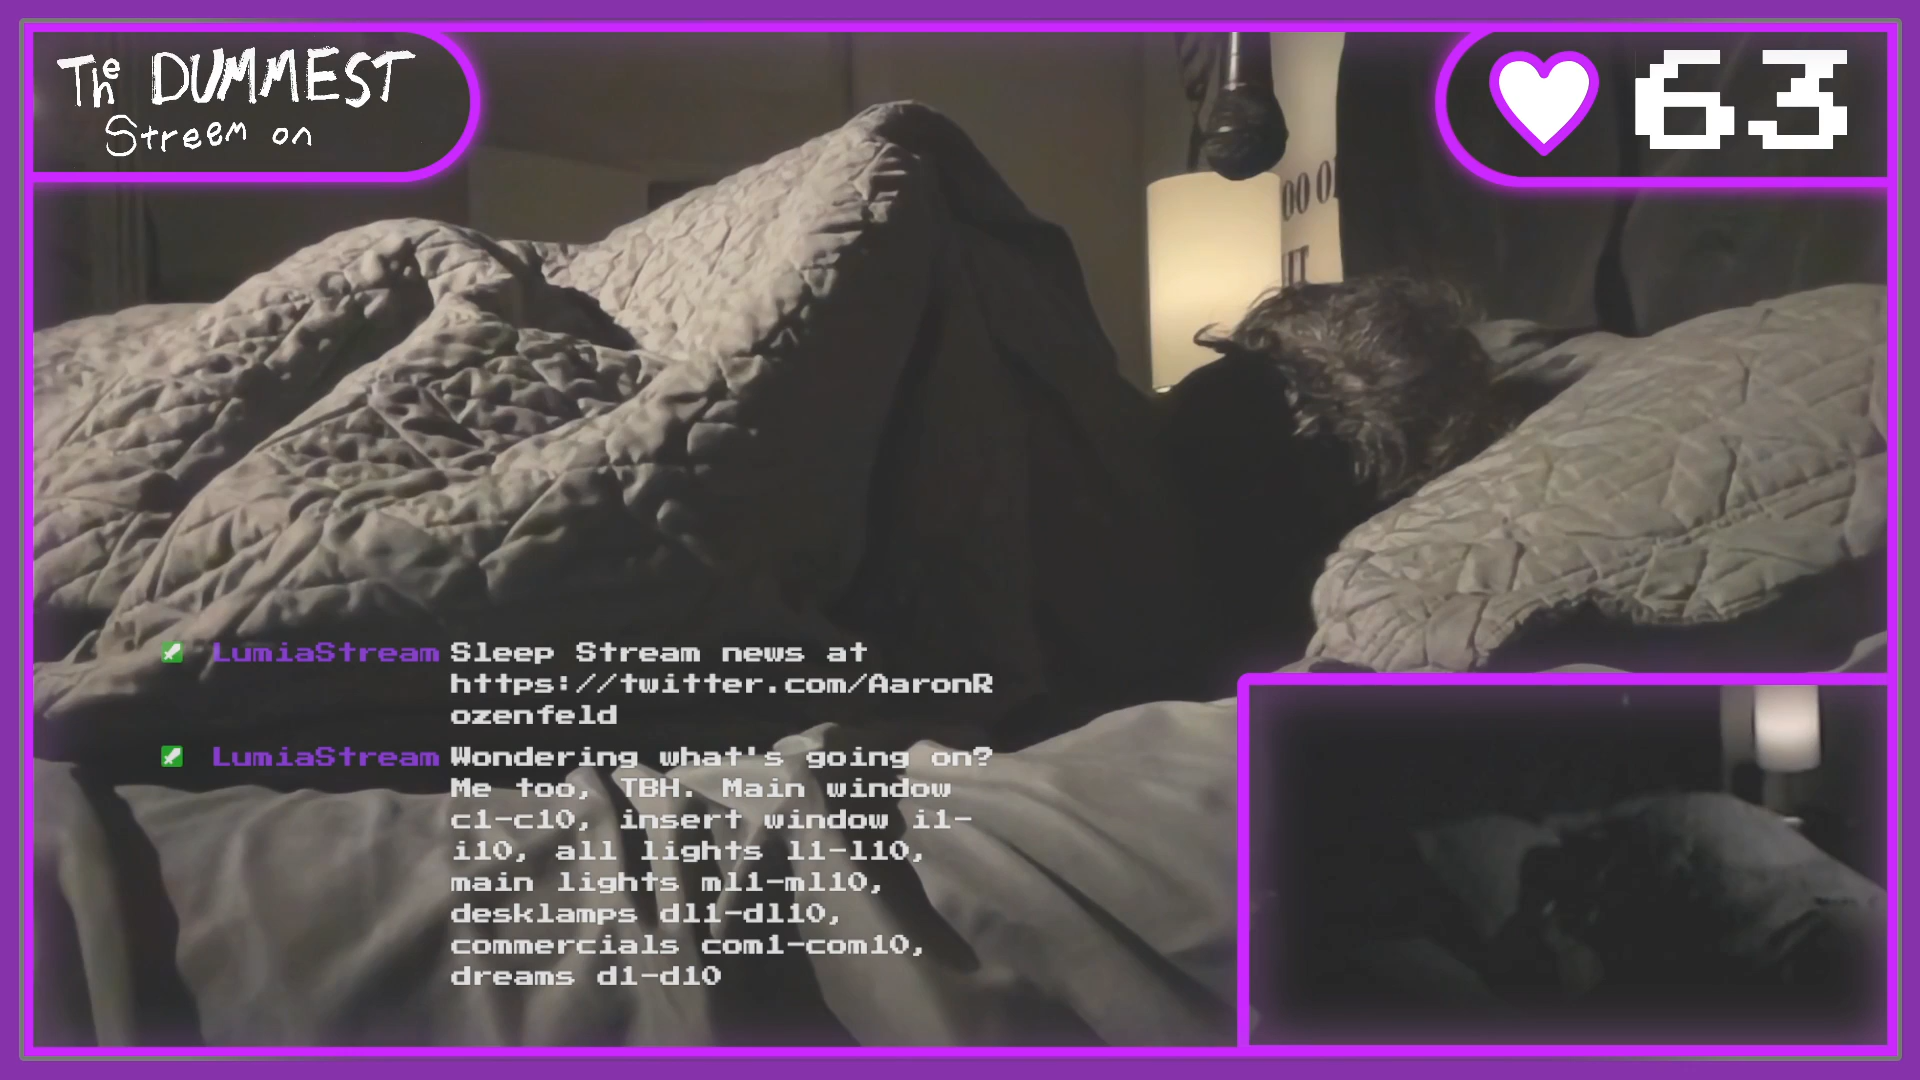 The DUMMEST
Streem on
63
DO O
IT
LumiaStream Sleep Stream news at
https://twitter.com/AaronR
ozenfeld
LumiaStream Wondering what's going on?
Me too, TBH. Main window
c1-c10, insert window i1-
i10, all lights l1-l10,
main lights ml1-ml10,
desklamps dl1-dl10,
commercials com1-com10,
dreams d1-d10